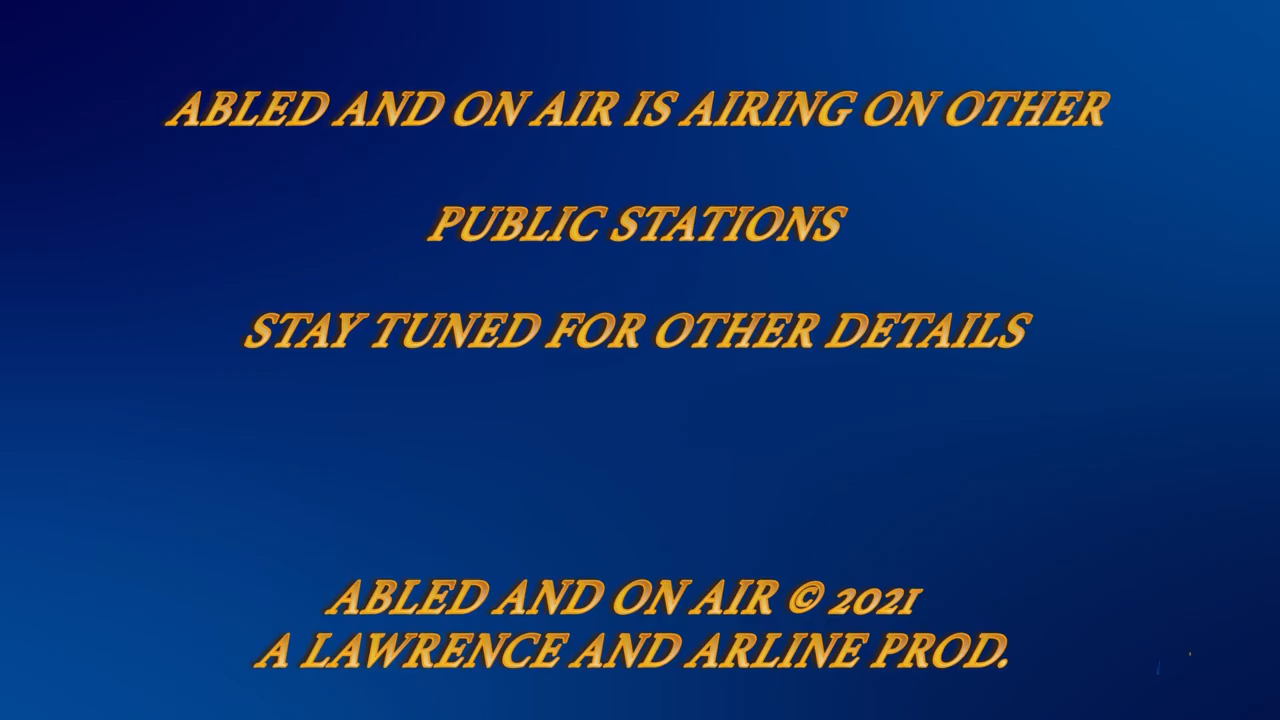 ABLED AND ON AIR IS AIRING ON OTHER
PUBLIC STATIONS
STAY TUNED FOR OTHER DETAILS
ABLED AND ON AIR © 2021
A LAWRENCE AND ARLINE PROD.